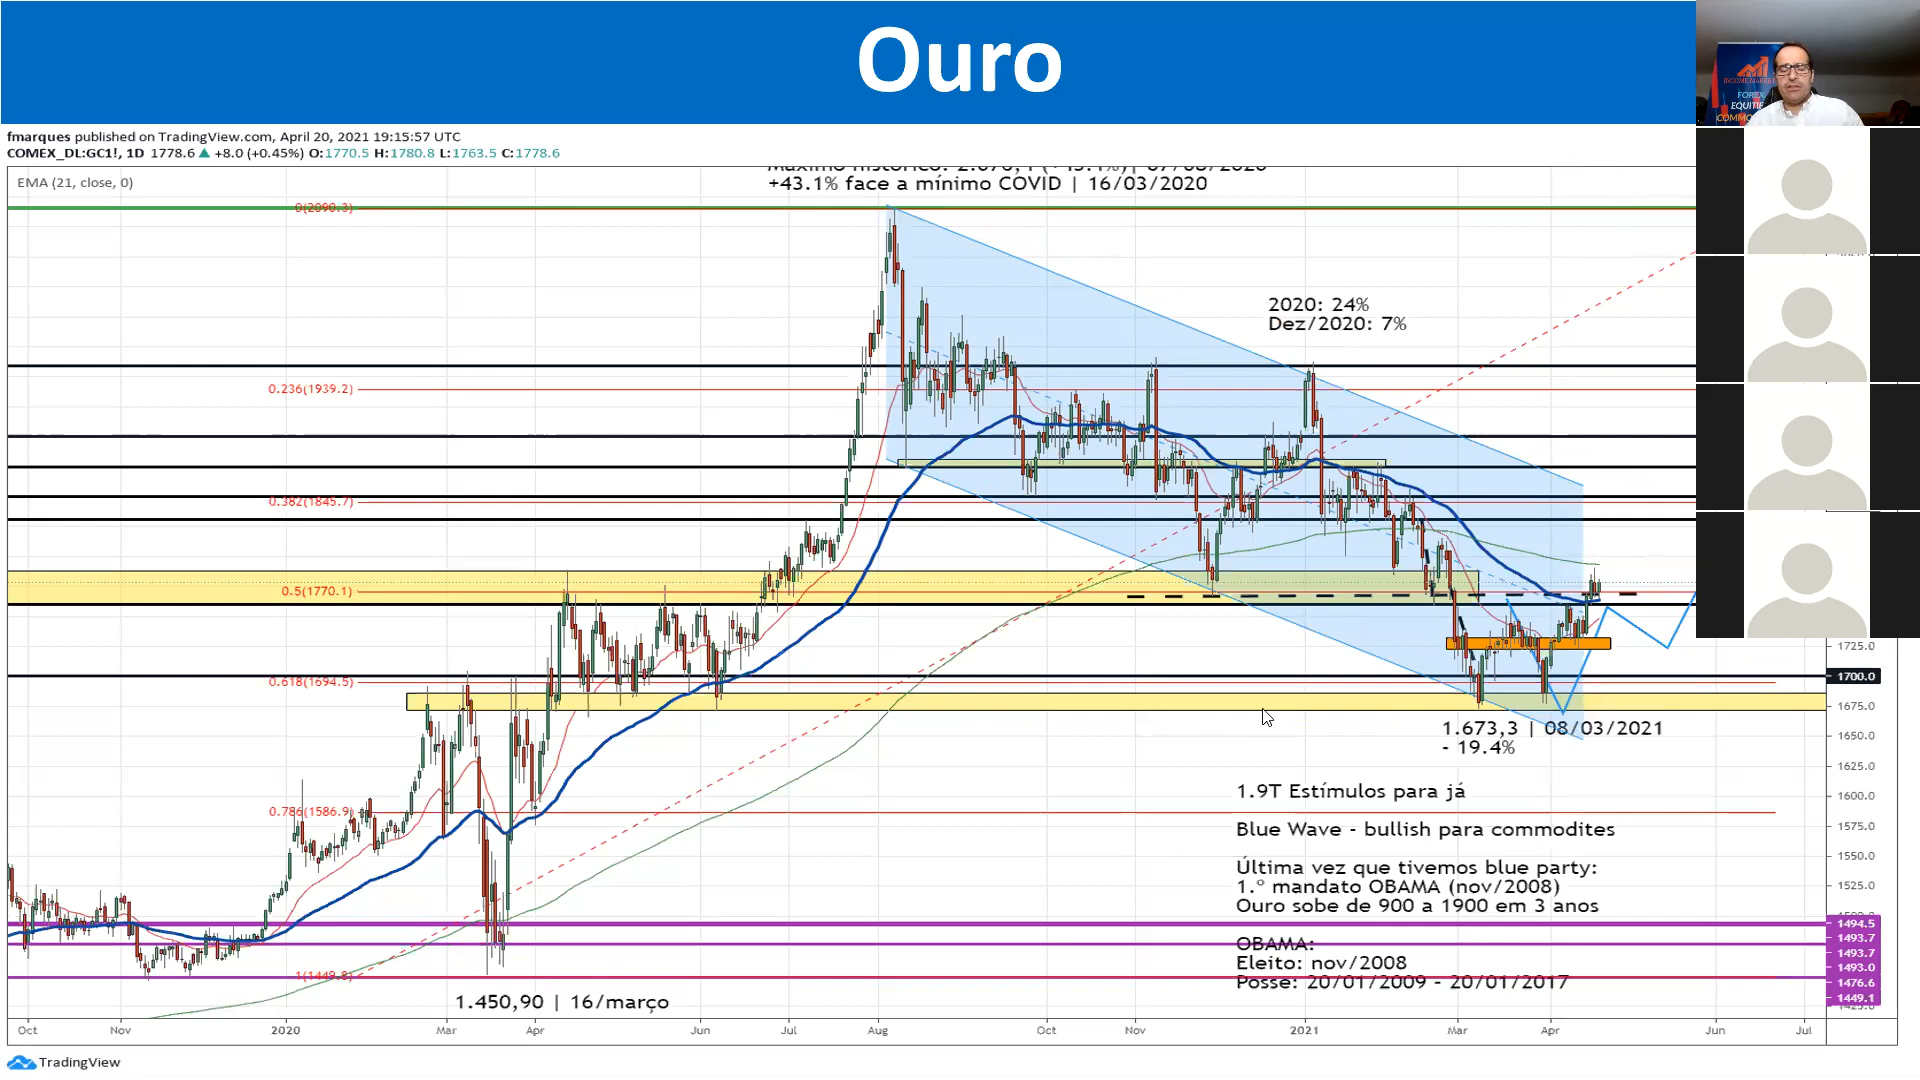 Ouro
fmarques published on TradingView.com, April 20, 2021 19:15:57 UTC
COMEX_DL:GC1!, 1D 1778.6 ▲ +8.0 (+0.45%) O:1770.5 H:1780.8 L:1763.5 C:1778.6
EMA (21, close, 0)
+43.1% face a mínimo COVID | 16/03/2020
0(2090.3)
2020: 24%
Dez/2020: 7%
0.236(1939.2)
0.382(1845.7)
0.5(1770.1)
0.618(1694.5)
1.673,3 | 08/03/2021
- 19.4%
0.786(1586.9)
1.9T Estímulos para já
Blue Wave - bullish para commodites
Última vez que tivemos blue party:
1.º mandato OBAMA (nov/2008)
Ouro sobe de 900 a 1900 em 3 anos
OBAMA:
Eleito: nov/2008
Posse: 20/01/2009 - 20/01/2017
1(1449.8)
1.450,90 | 16/março
1725.0
1700.0
1675.0
1650.0
1625.0
1600.0
1575.0
1550.0
1525.0
1494.5
1493.7
1493.7
1493.0
1476.6
1449.1
Oct Nov 2020 Mar Apr Jun Jul Aug Oct Nov 2021 Mar Apr Jun Jul
TradingView
FOREX
EQUITIE
COMMO